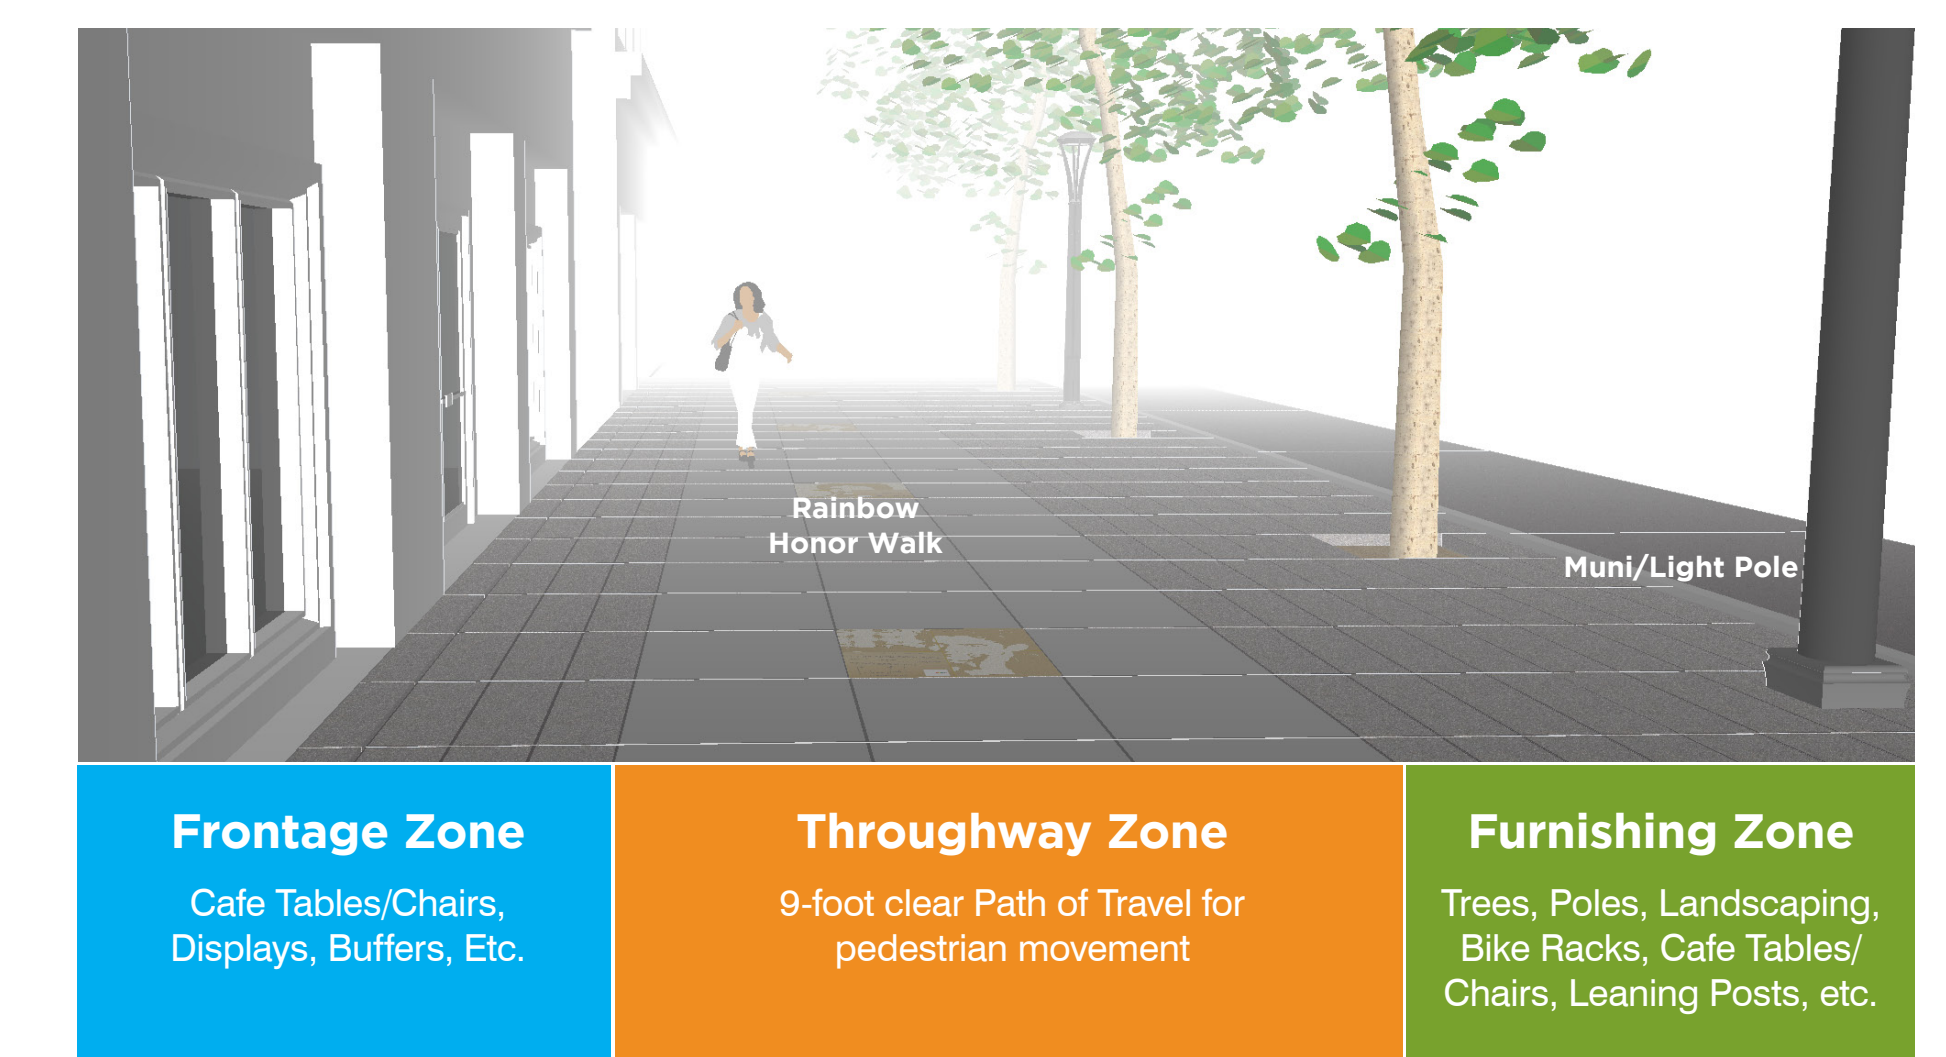 Rainbow
Honor Walk
Muni/Light Pole
Frontage Zone
Cafe Tables/Chairs,
Displays, Buffers, Etc.
Throughway Zone
9-foot clear Path of Travel for
pedestrian movement
Furnishing Zone
Trees, Poles, Landscaping,
Bike Racks, Cafe Tables/
Chairs, Leaning Posts, etc.